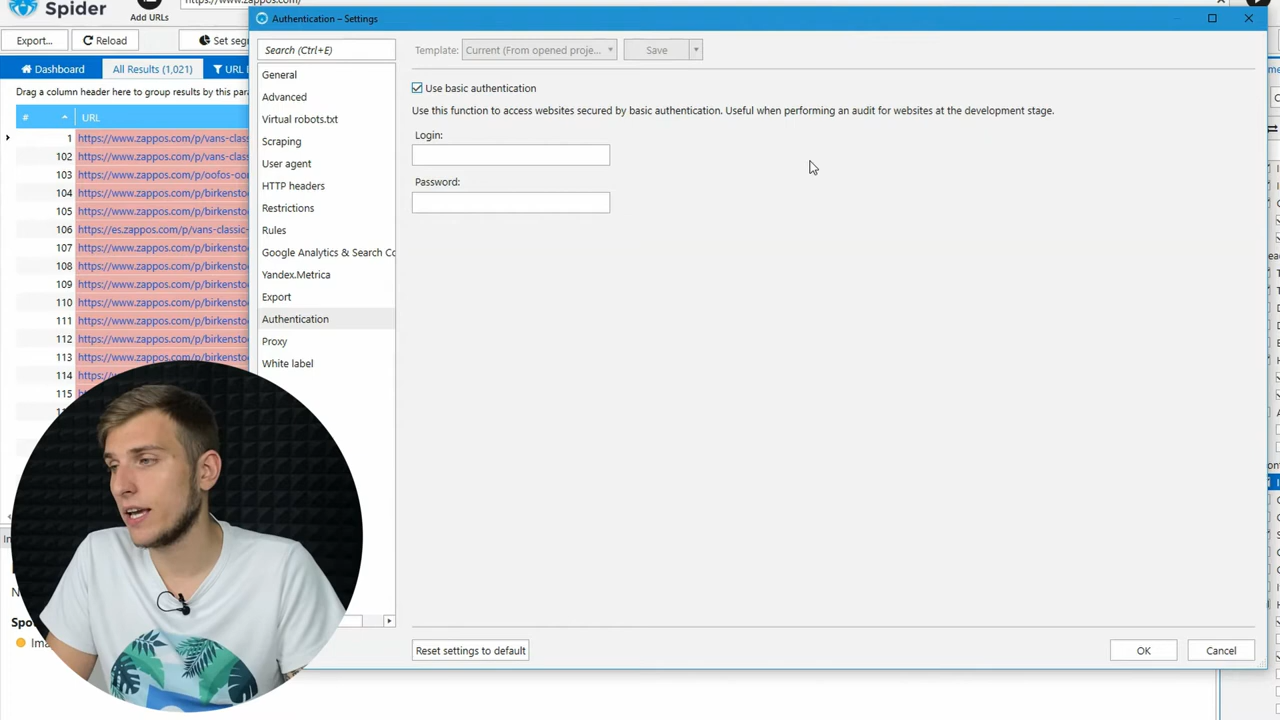 Spider
Add URLs
https://www.zappos.com/
Authentication – Settings
Export...
Reload
Set seg
Dashboard
All Results (1,021)
URL I
Drag a column header here to group results by this par
#
URL
1 https://www.zappos.com/p/vans-class
102 https://www.zappos.com/p/vans-class
103 https://www.zappos.com/p/oofos-oor
104 https://www.zappos.com/p/birkensto
105 https://www.zappos.com/p/birkensto
106 https://es.zappos.com/p/vans-classic-
107 https://www.zappos.com/p/birkensto
108 https://www.zappos.com/p/birkensto
109 https://www.zappos.com/p/birkensto
110 https://www.zappos.com/p/birkensto
111 https://www.zappos.com/p/birkensto
112 https://www.zappos.com/p/birkensto
113 https://www.zappos.com/p/birkensto
114
115
Search (Ctrl+E)
General
Advanced
Virtual robots.txt
Scraping
User agent
HTTP headers
Restrictions
Rules
Google Analytics & Search Co
Yandex.Metrica
Export
Authentication
Proxy
White label
Template:
Current (From opened proje...
Save
Use basic authentication
Use this function to access websites secured by basic authentication. Useful when performing an audit for websites at the development stage.
Login:
Password:
Reset settings to default
OK
Cancel